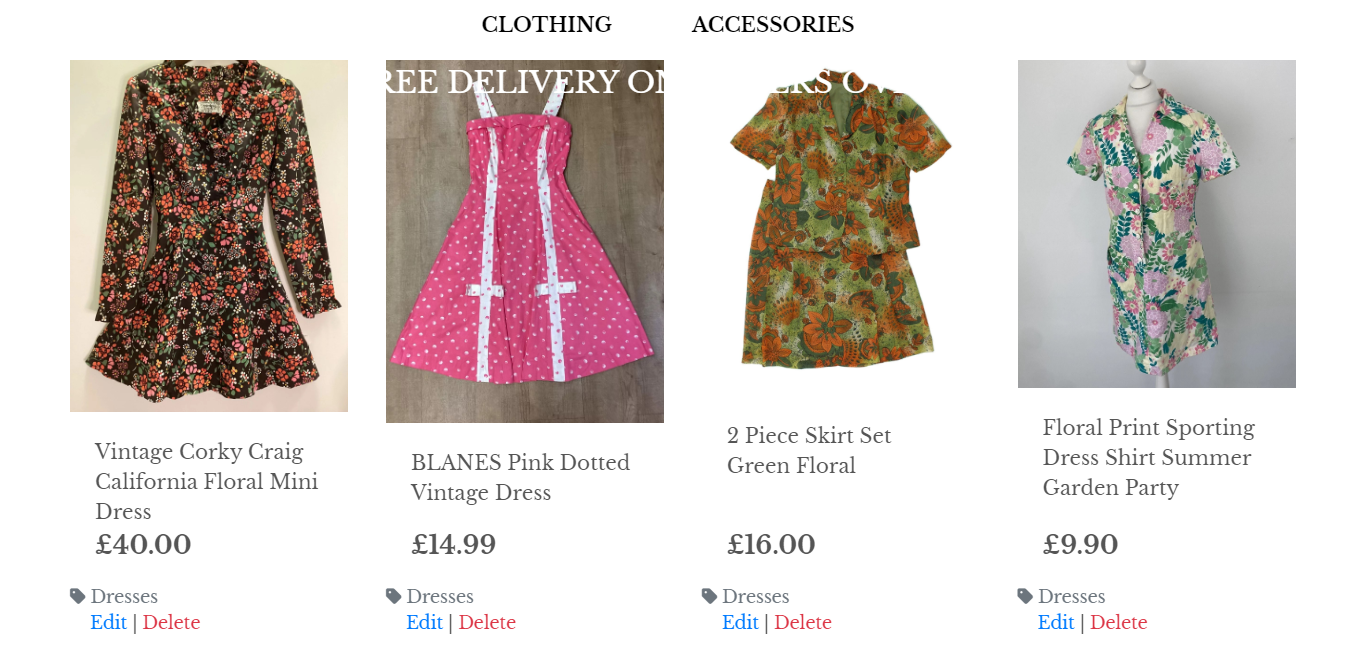 CLOTHING ACCESSORIES
REE DELIVERY ON ERS OV
Vintage Corky Craig
California Floral Mini
Dress
£40.00
Dresses
Edit | Delete
BLANES Pink Dotted
Vintage Dress
£14.99
Dresses
Edit | Delete
2 Piece Skirt Set
Green Floral
£16.00
Dresses
Edit | Delete
Floral Print Sporting
Dress Shirt Summer
Garden Party
£9.90
Dresses
Edit | Delete